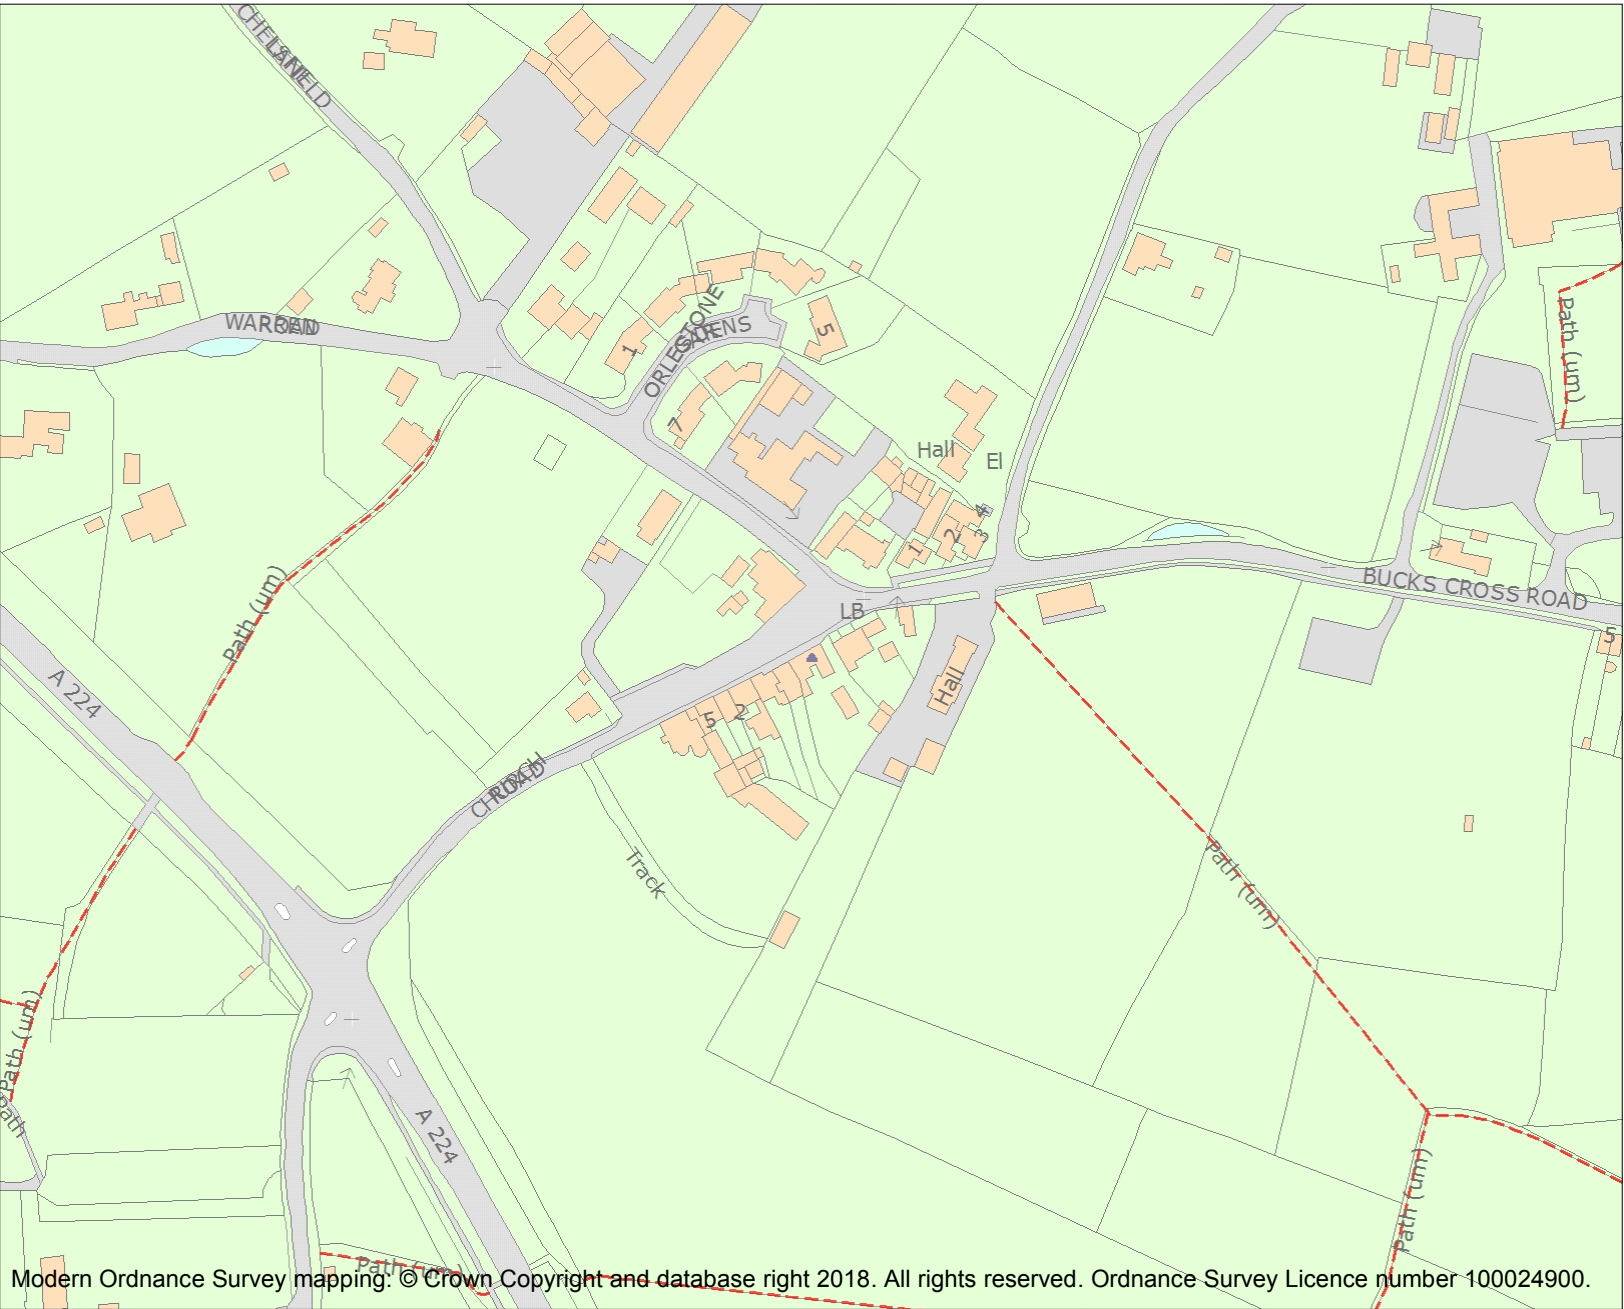 CHELSFIELD
LANE
WARREN
ROAD
ORLESTONE
GARDENS
1
5
7
Hall
El
4
3
2
1
Path (um)
BUCKS CROSS ROAD
5
LB
Path (um)
A 224
Hall
5
2
CHURCH
ROAD
Track
Path (um)
Path (um)
Path
A 224
Path (um)
Path (um)
Modern Ordnance Survey mapping: © Crown Copyright and database right 2018. All rights reserved. Ordnance Survey Licence number 100024900.